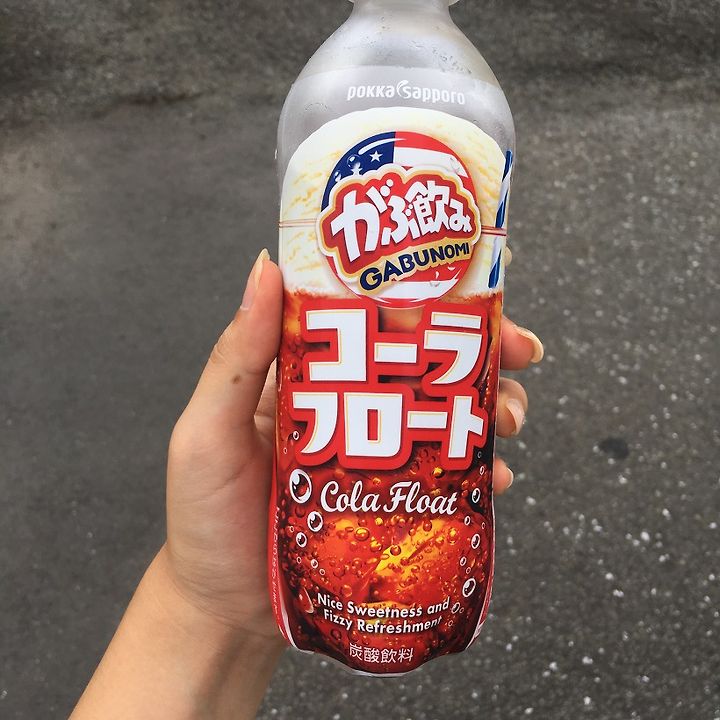 pokka sapporo
がぶ飲み
GABUNOMI
コーラ
フロート
Cola Float
Nice Sweetness and
Fizzy Refreshment
炭酸飲料